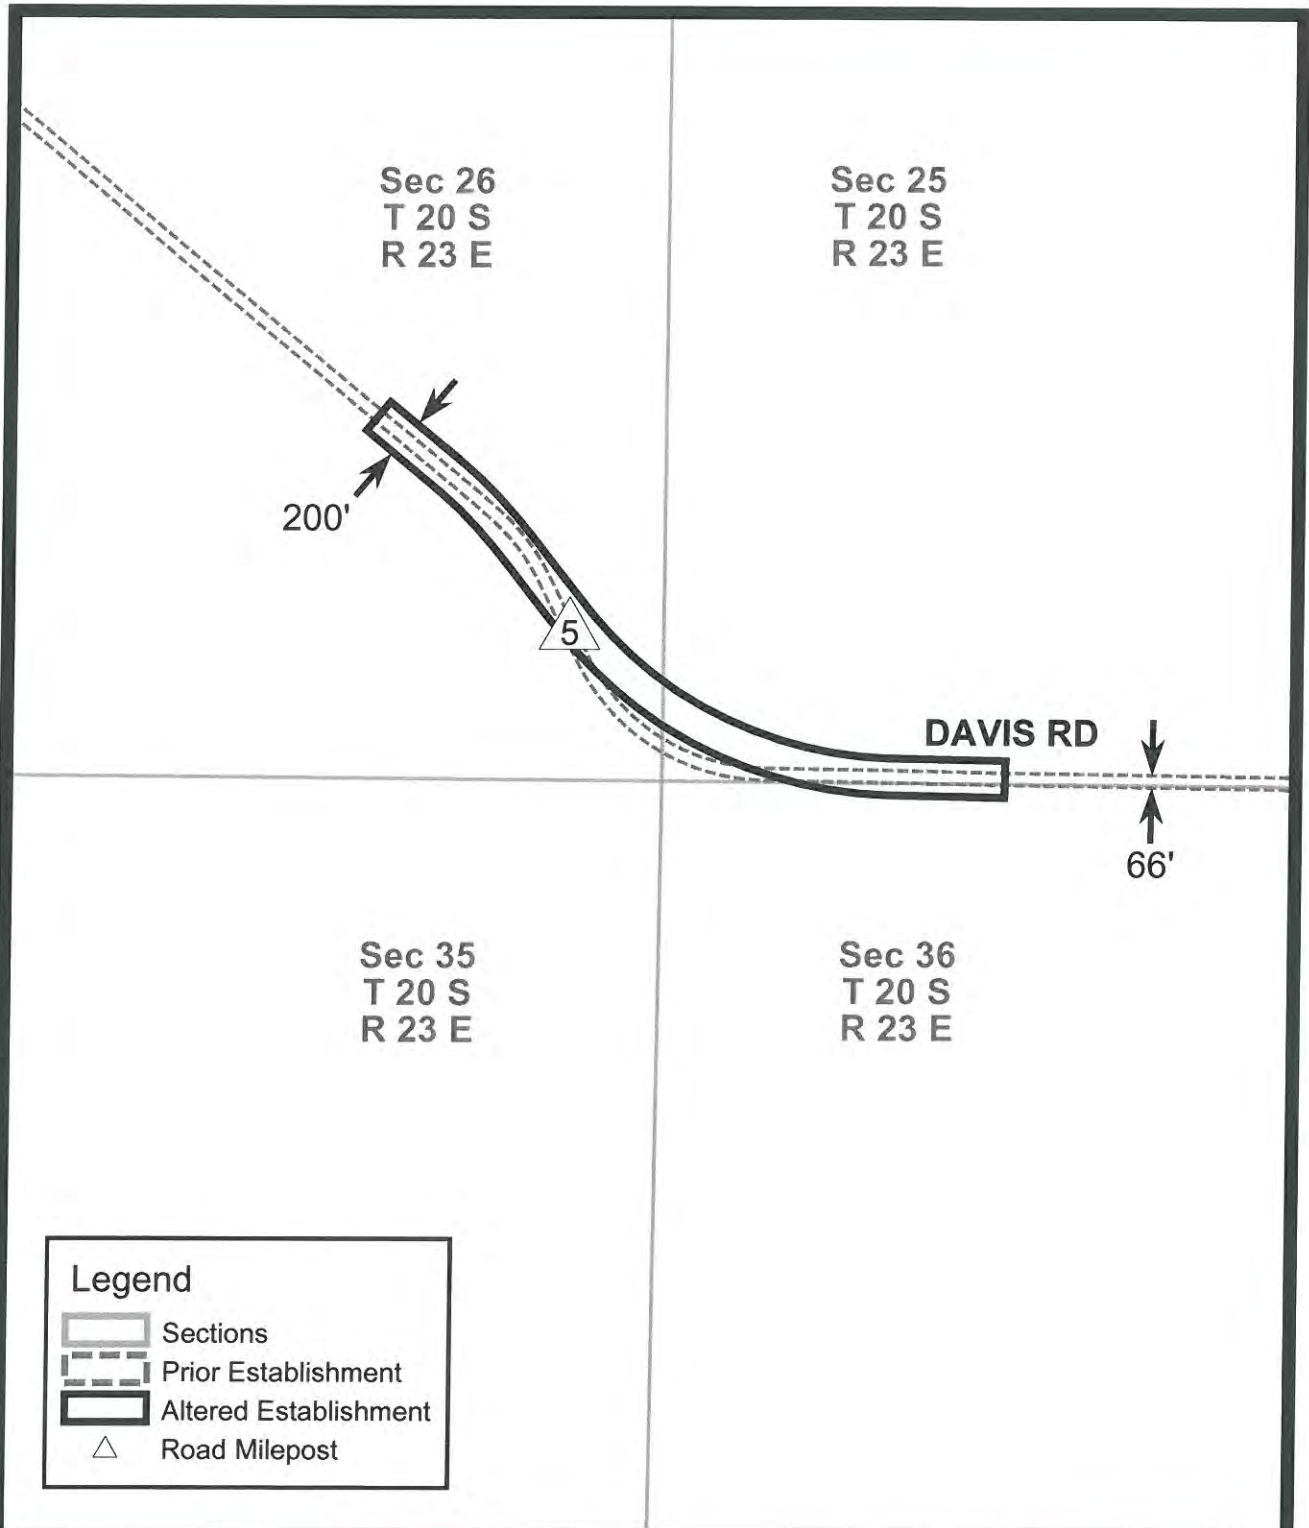 Sec 26
T 20 S
R 23 E
Sec 25
T 20 S
R 23 E
200'
5
DAVIS RD
66'
Sec 35
T 20 S
R 23 E
Sec 36
T 20 S
R 23 E
Legend
Sections
Prior Establishment
Altered Establishment
Road Milepost